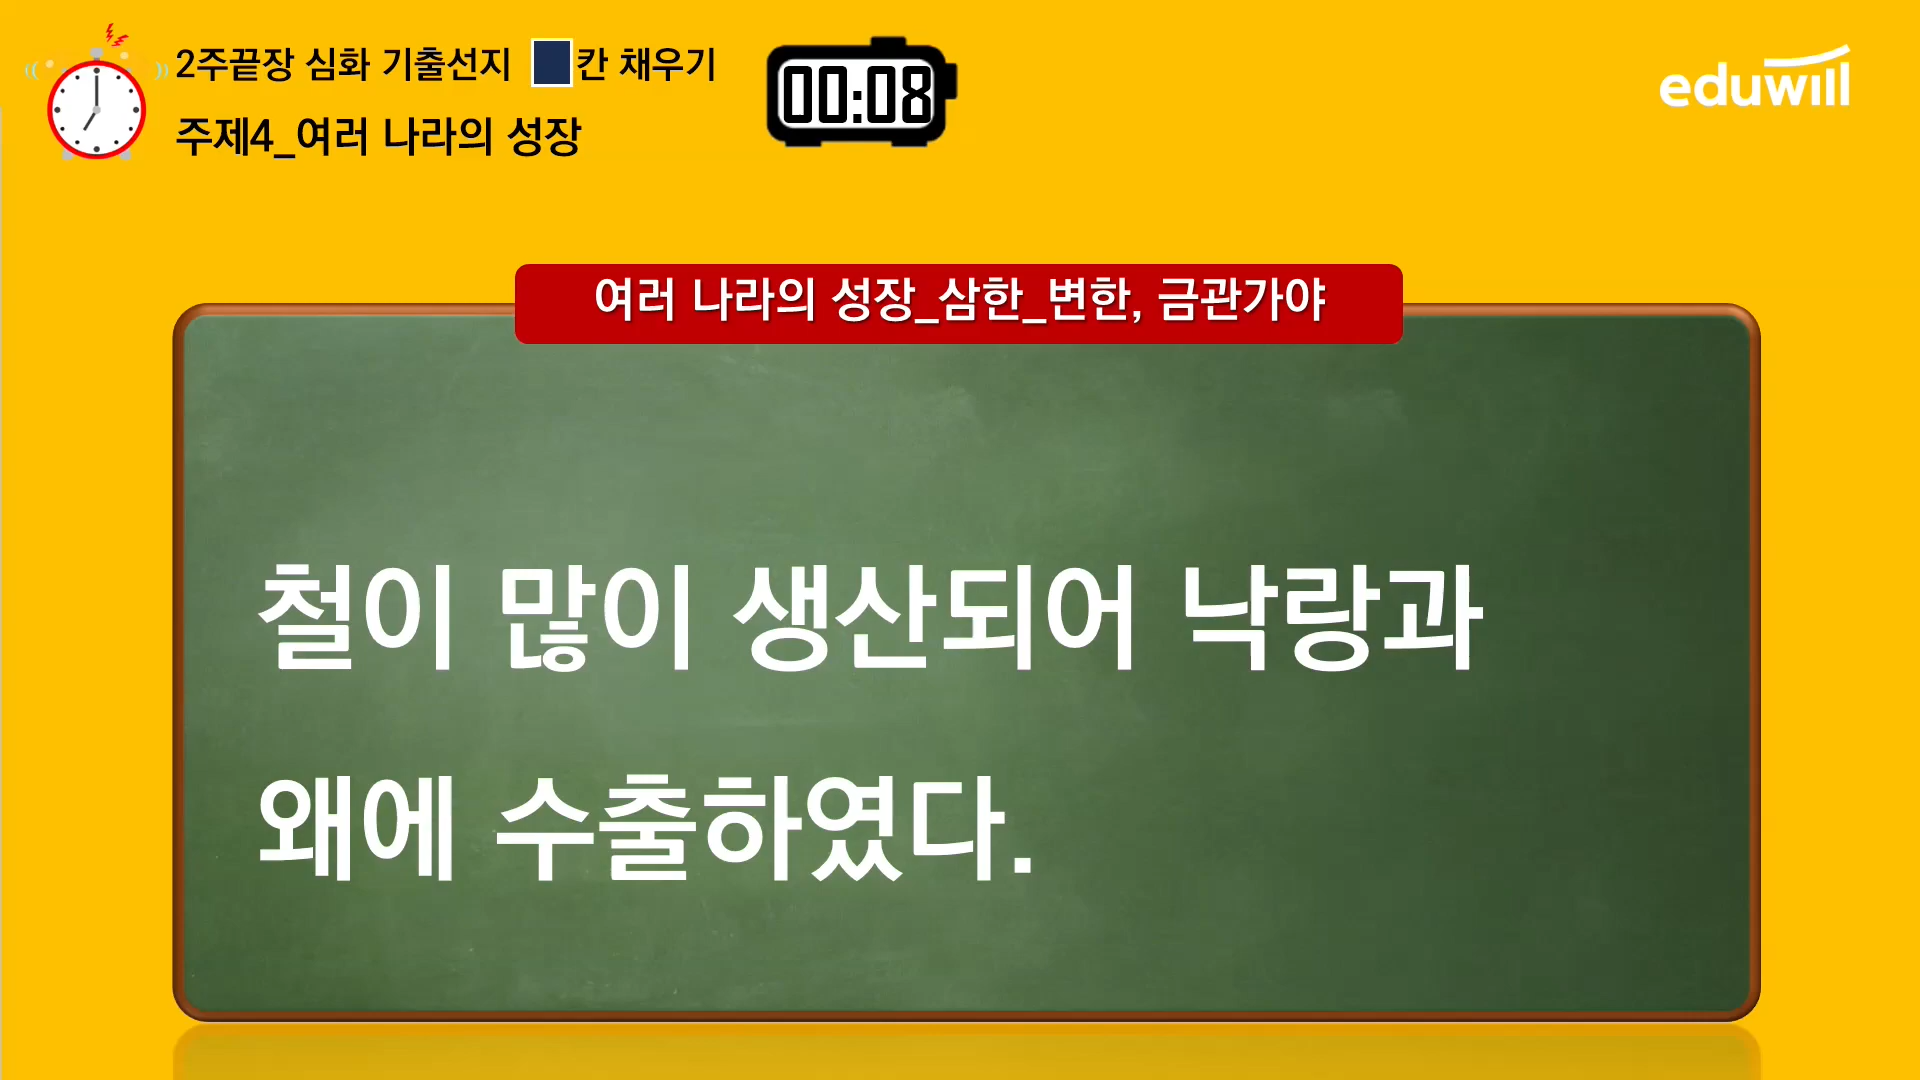 2주끝장 심화 기출선지 칸 채우기
주제4_여러 나라의 성장
00:08
eduwill
여러 나라의 성장_삼한_변한, 금관가야
철이 많이 생산되어 낙랑과
왜에 수출하였다.